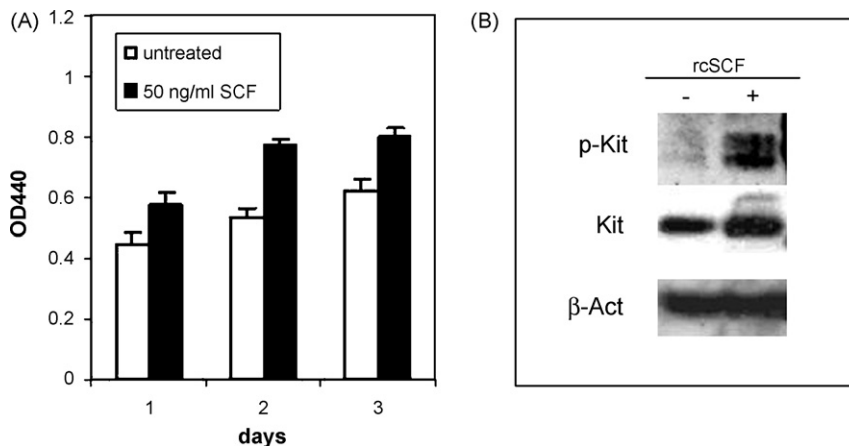 (A)
1.2
1
0.8
0.6
0.4
0.2
0
OD440
untreated
50 ng/ml SCF
1 2 3
days
(B)
rcSCF
- +
p-Kit
Kit
β-Act